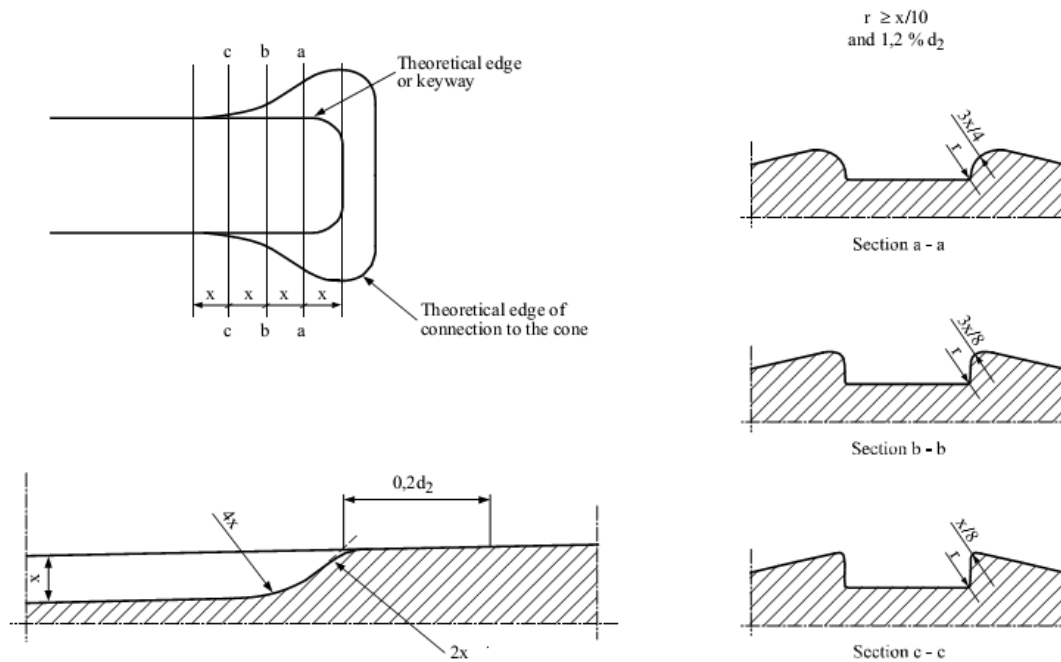 r ≥ x/10
and 1,2 % d₂
c b a
Theoretical edge
or keyway
x x x x
c b a
Theoretical edge of
connection to the cone
3x/4
r
Section a - a
3x/8
r
Section b - b
0,2d₂
4x
x
2x
x/8
r
Section c - c